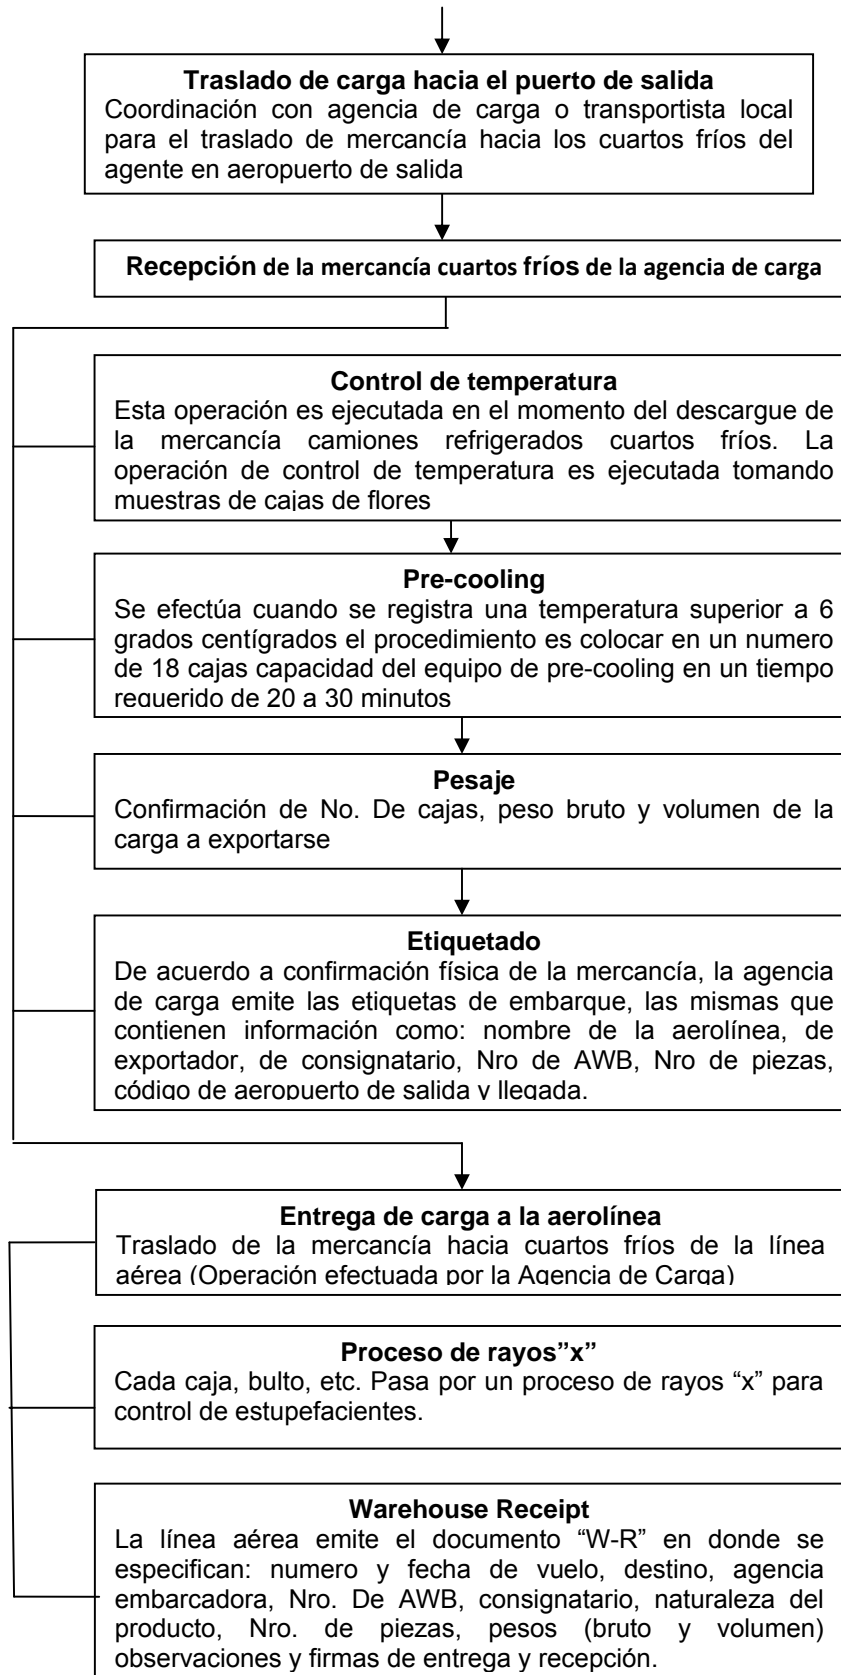 Traslado de carga hacia el puerto de salida
Coordinación con agencia de carga o transportista local
para el traslado de mercancía hacia los cuartos fríos del
agente en aeropuerto de salida
Recepción de la mercancía cuartos fríos de la agencia de carga
Control de temperatura
Esta operación es ejecutada en el momento del descargue de
la mercancía camiones refrigerados cuartos fríos. La
operación de control de temperatura es ejecutada tomando
muestras de cajas de flores
Pre-cooling
Se efectúa cuando se registra una temperatura superior a 6
grados centígrados el procedimiento es colocar en un numero
de 18 cajas capacidad del equipo de pre-cooling en un tiempo
requerido de 20 a 30 minutos
Pesaje
Confirmación de No. De cajas, peso bruto y volumen de la
carga a exportarse
Etiquetado
De acuerdo a confirmación física de la mercancía, la agencia
de carga emite las etiquetas de embarque, las mismas que
contienen información como: nombre de la aerolínea, de
exportador, de consignatario, Nro de AWB, Nro de piezas,
código de aeropuerto de salida y llegada.
Entrega de carga a la aerolínea
Traslado de la mercancía hacia cuartos fríos de la línea
aérea (Operación efectuada por la Agencia de Carga)
Proceso de rayos"x”
Cada caja, bulto, etc. Pasa por un proceso de rayos “x” para
control de estupefacientes.
Warehouse Receipt
La línea aérea emite el documento “W-R” en donde se
especifican: numero y fecha de vuelo, destino, agencia
embarcadora, Nro. De AWB, consignatario, naturaleza del
producto, Nro. de piezas, pesos (bruto y volumen)
observaciones y firmas de entrega y recepción.